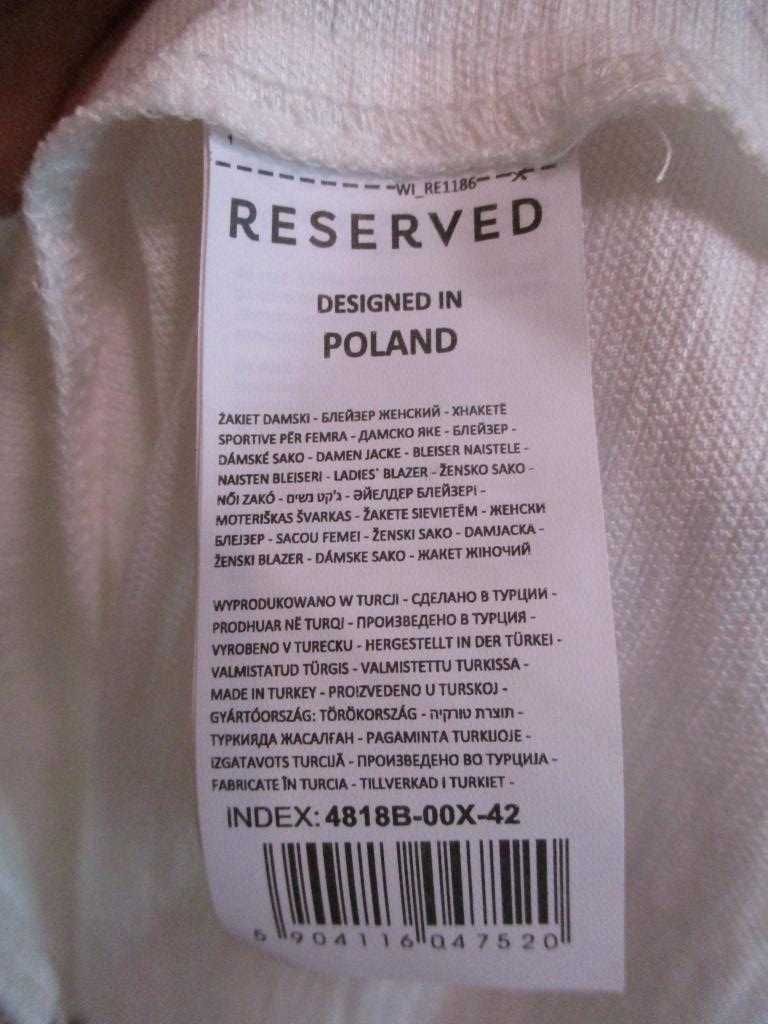 WI_RE1186
RESERVED
DESIGNED IN
POLAND
ŻAKIET DAMSKI - БЛЕЙЗЕР ЖЕНСКИЙ - XHAKETË
SPORTIVE PËR FEMRA - ДАМСКО ЯКЕ - БЛЕЙЗЕР -
DÁMSKÉ SAKO - DAMEN JACKE - BLEISER NAISTELE -
NAISTEN BLEISERI - LADIES' BLAZER - ŽENSKO SAKO -
NŐI ZAKÓ - ג'קט נשים - ӘЙЕЛДЕР БЛЕЙЗЕРІ -
MOTERIŠKAS ŠVARKAS - ŽAKETE SIEVIETĒM - ЖЕНСКИ
БЛЕЈЗЕР - SACOU FEMEI - ŽENSKI SAKO - DAMJACKA -
ŽENSKI BLAZER - DÁMSKE SAKO - ЖАКЕТ ЖІНОЧИЙ
WYPRODUKOWANO W TURCJI - СДЕЛАНО В ТУРЦИИ -
PRODHUAR NË TURQI - ПРОИЗВЕДЕНО В ТУРЦИЯ -
VYROBENO V TURECKU - HERGESTELLT IN DER TÜRKEI -
VALMISTATUD TÜRGIS - VALMISTETTU TURKISSA -
MADE IN TURKEY - PROIZVEDENO U TURSKOJ -
GYÁRTÓORSZÁG: TÖRÖKORSZÁG - תוצרת טורקיה -
ТУРКИЯДА ЖАСАЛҒАН - PAGAMINTA TURKIJOJE -
IZGATAVOTS TURCIJĀ - ПРОИЗВЕДЕНО ВО ТУРЦИЈА -
FABRICATE ÎN TURCIA - TILLVERKAD I TURKIET -
INDEX: 4818B-00X-42
5 904116 047520